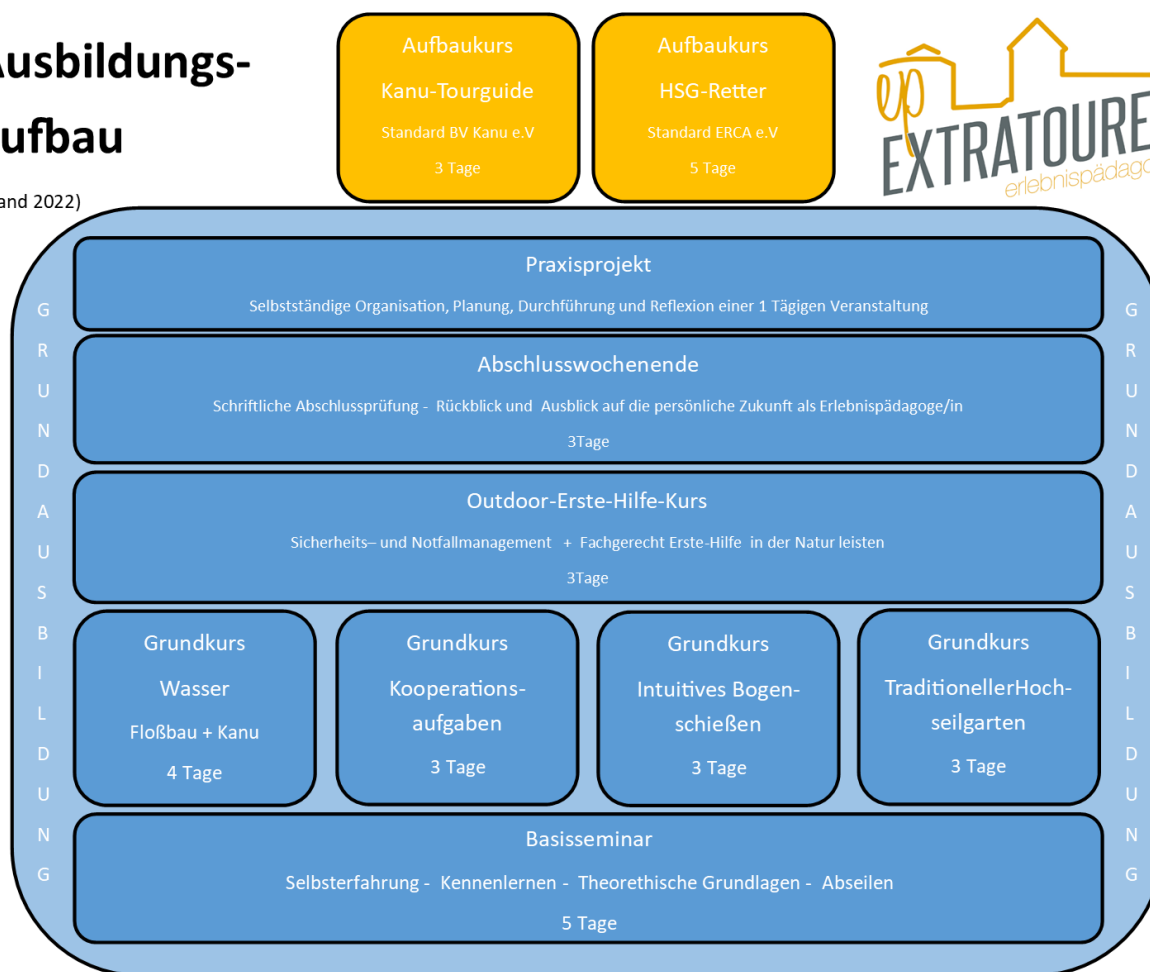 Ausbildungs-
ufbau
and 2022)
Aufbaukurs
Kanu-Tourguide
Standard BV Kanu e.V
3 Tage
Aufbaukurs
HSG-Retter
Standard ERCA e.V
5 Tage
ep
EXTRATOURE
erlebnispädago
Praxisprojekt
Selbstständige Organisation, Planung, Durchführung und Reflexion einer 1 Tägigen Veranstaltung
Abschlusswochenende
Schriftliche Abschlussprüfung - Rückblick und Ausblick auf die persönliche Zukunft als Erlebnispädagoge/in
3Tage
Outdoor-Erste-Hilfe-Kurs
Sicherheits– und Notfallmanagement + Fachgerecht Erste-Hilfe in der Natur leisten
3Tage
Grundkurs
Wasser
Floßbau + Kanu
4 Tage
Grundkurs
Kooperations-
aufgaben
3 Tage
Grundkurs
Intuitives Bogen-
schießen
3 Tage
Grundkurs
TraditionellerHoch-
seilgarten
3 Tage
Basisseminar
Selbsterfahrung - Kennenlernen - Theorethische Grundlagen - Abseilen
5 Tage
GRUNDAUSBILDUNG
GRUNDAUSBILDUNG